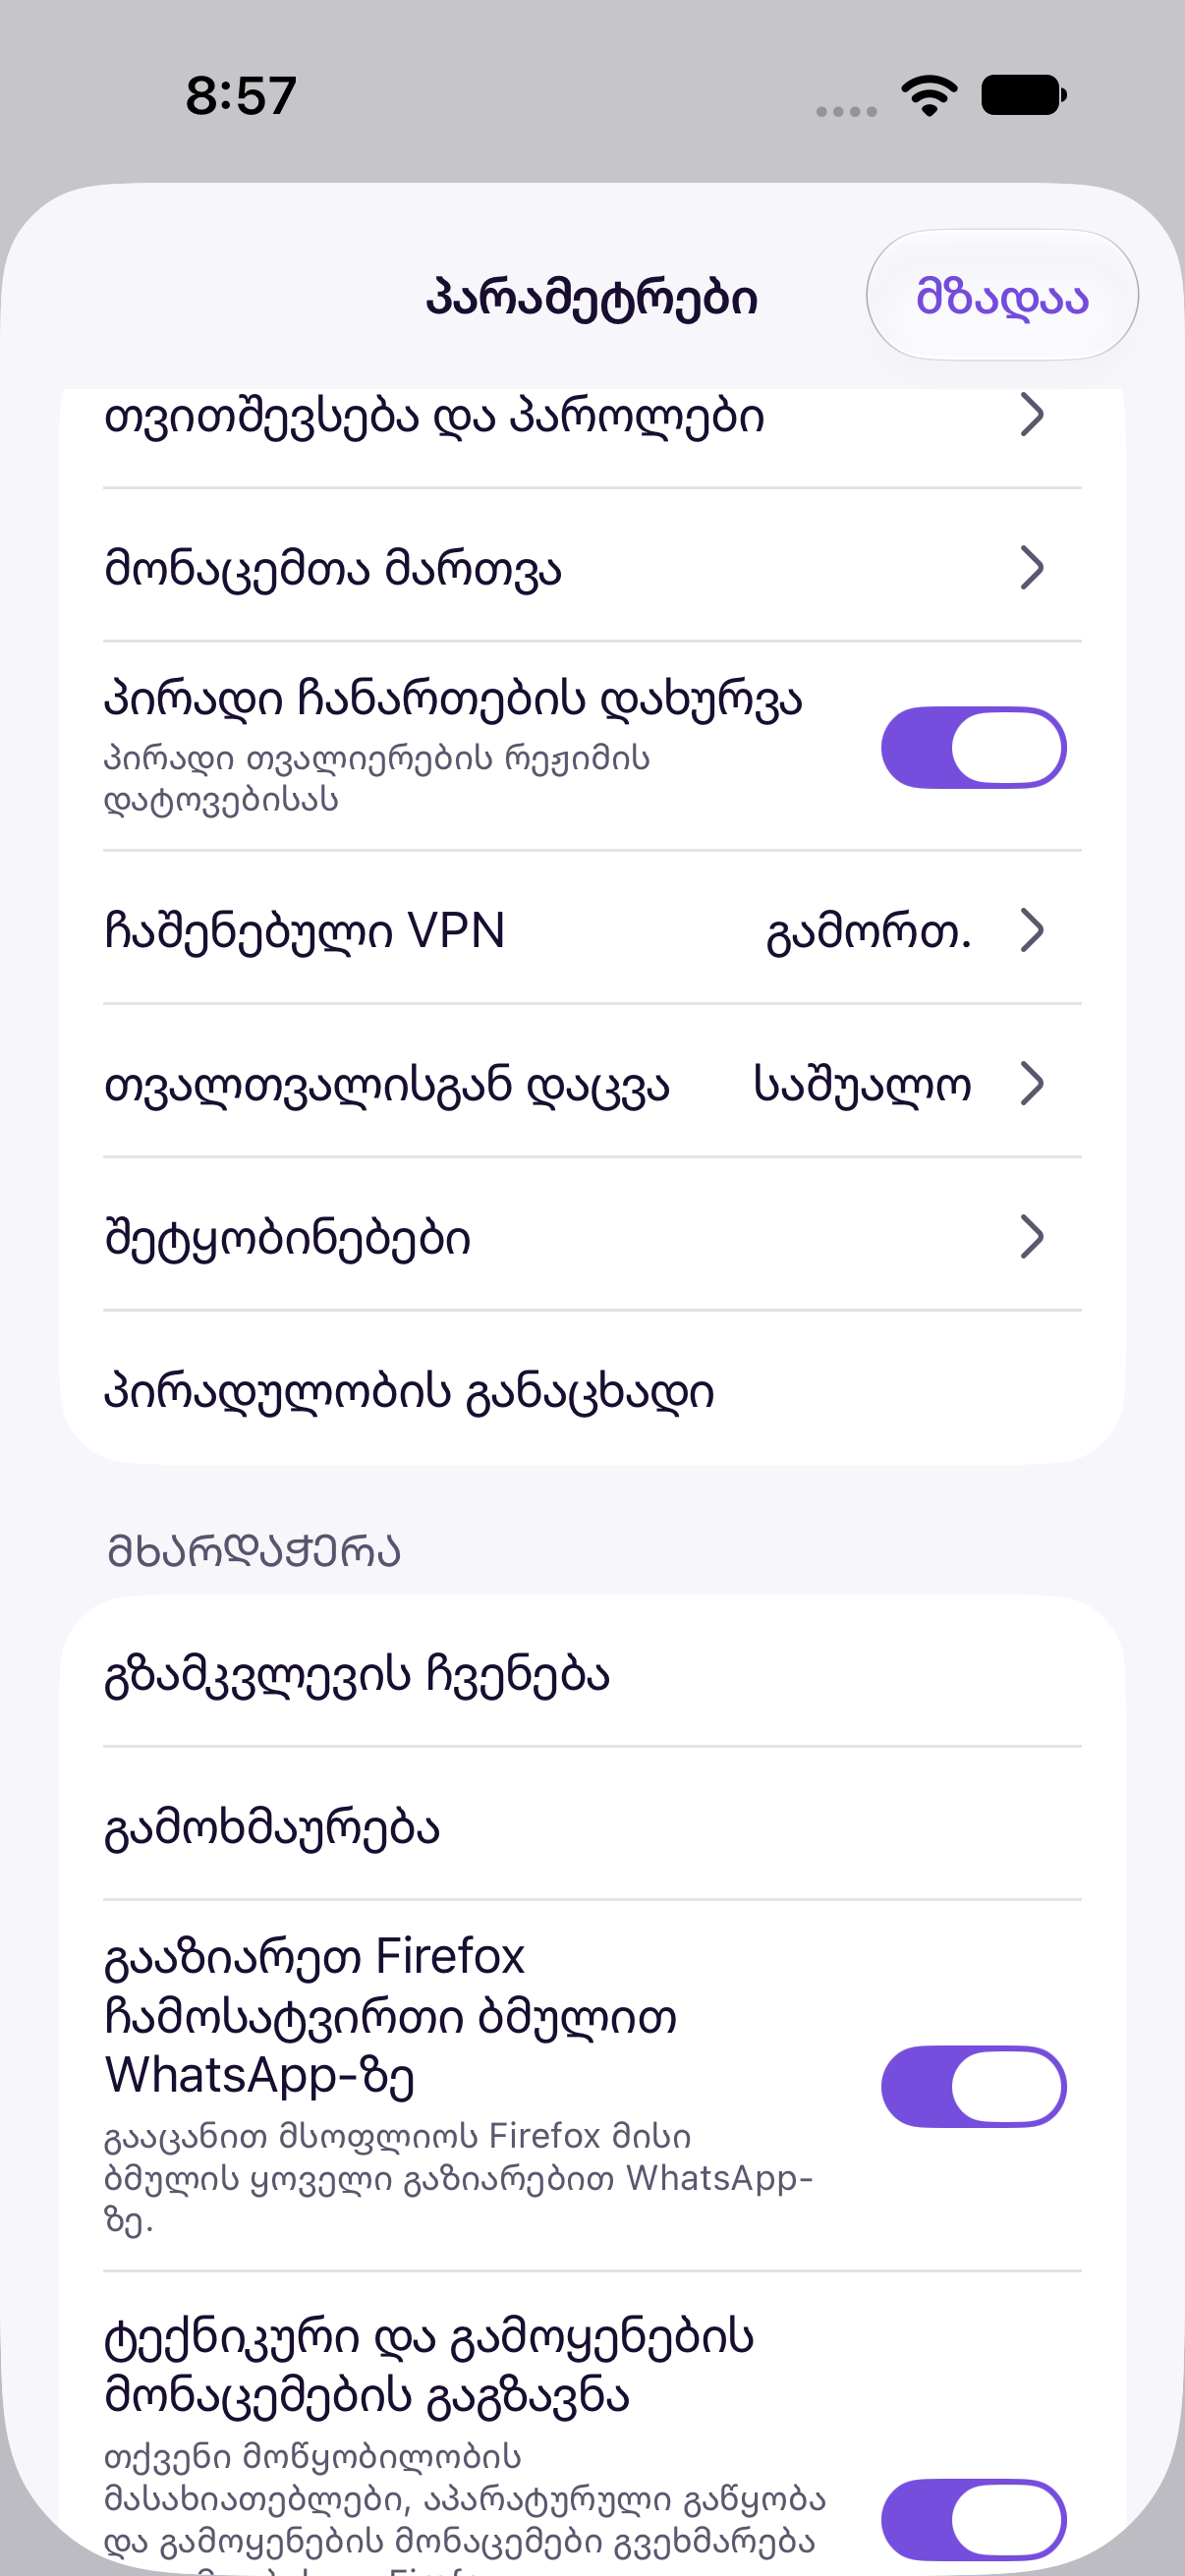 8:57
პარამეტრები
მზადაა
თვითშევსება და პაროლები
მონაცემთა მართვა
პირადი ჩანართების დახურვა
პირადი თვალიერების რეჟიმის
დატოვებისას
ჩაშენებული VPN
გამორთ.
თვალთვალისგან დაცვა
საშუალო
შეტყობინებები
პირადულობის განაცხადი
ᲛᲮᲐᲠᲓᲐᲭᲔᲠᲐ
გზამკვლევის ჩვენება
გამოხმაურება
გააზიარეთ Firefox
ჩამოსატვირთი ბმულით
WhatsApp-ზე
გააცანით მსოფლიოს Firefox მისი
ბმულის ყოველი გაზიარებით WhatsApp-
ზე.
ტექნიკური და გამოყენების
მონაცემების გაგზავნა
თქვენი მოწყობილობის
მასახიათებლები, აპარატურული გაწყობა
და გამოყენების მონაცემები გვეხმარება